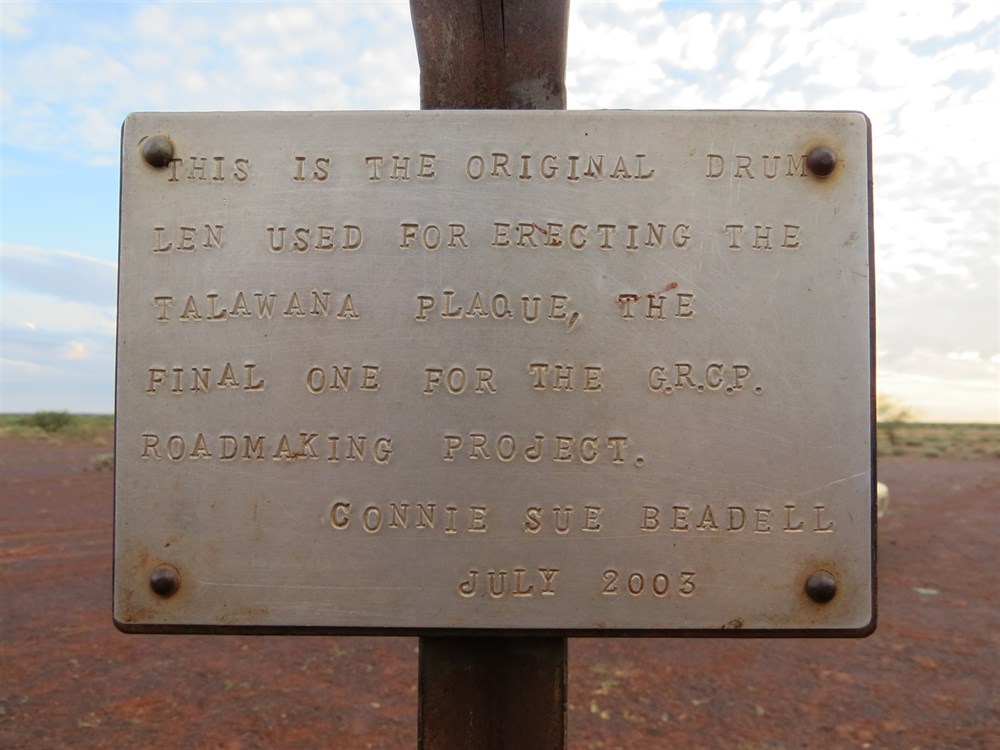 THIS IS THE ORIGINAL DRUM
LEN USED FOR ERECTING THE
TALAWANA PLAQUE, THE
FINAL ONE FOR THE G.R.C.P.
ROADMAKING PROJECT.
CONNIE SUE BEADELL
JULY 2003